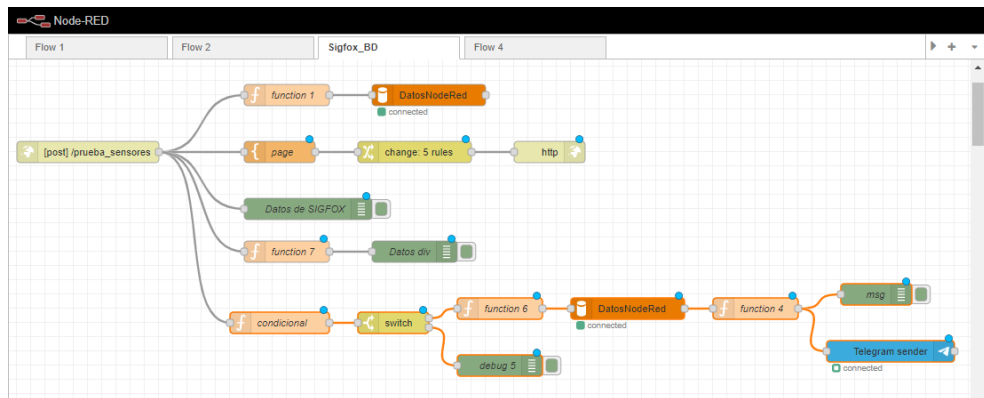 Node-RED
Flow 1
Flow 2
Sigfox_BD
Flow 4
function 1
DatosNodeRed
connected
[post] /prueba_sensores
page
change: 5 rules
http
Datos de SIGFOX
function 7
Datos div
condicional
switch
function 6
DatosNodeRed
connected
function 4
msg
debug 5
Telegram sender
connected